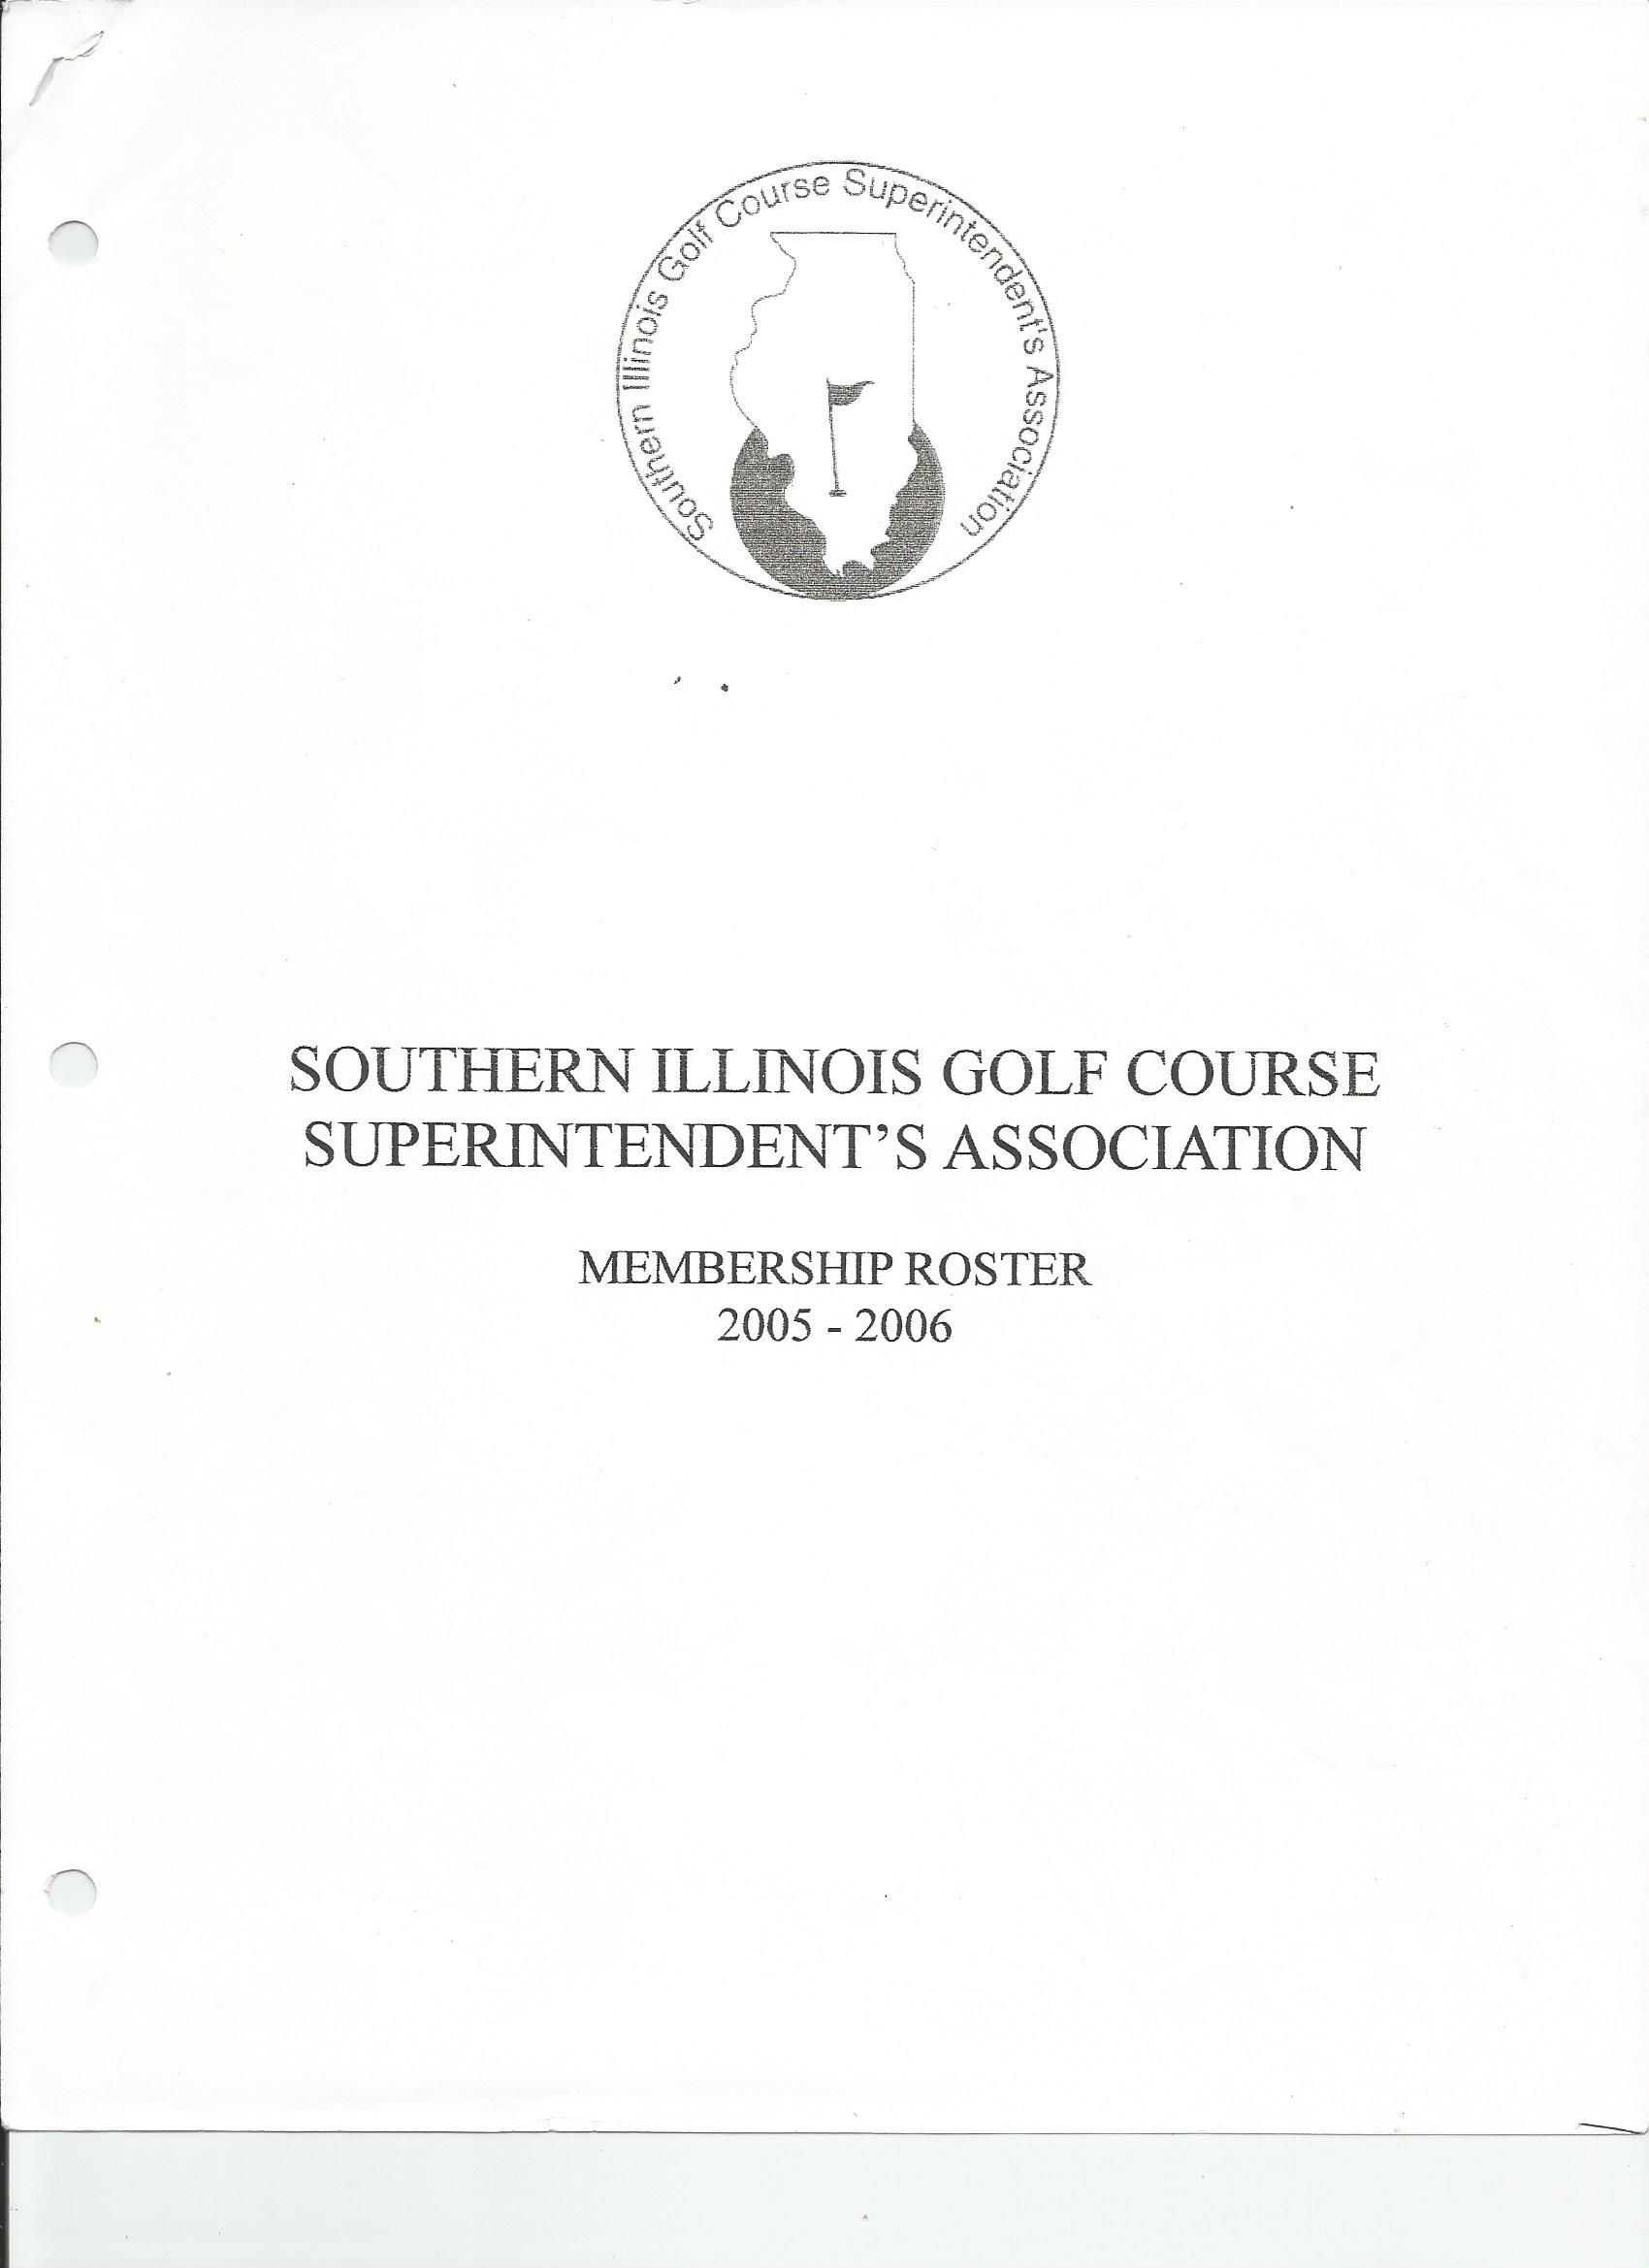 Southern Illinois Golf Course Superintendent's Association
SOUTHERN ILLINOIS GOLF COURSE
SUPERINTENDENT’S ASSOCIATION
MEMBERSHIP ROSTER
2005 - 2006